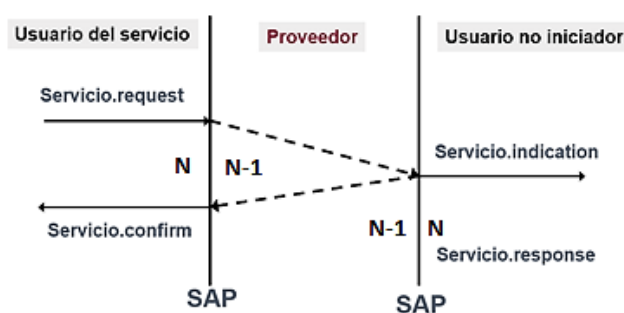 Usuario del servicio
Proveedor
Usuario no iniciador
Servicio.request
Servicio.indication
N
N-1
Servicio.confirm
N-1
N
Servicio.response
SAP
SAP